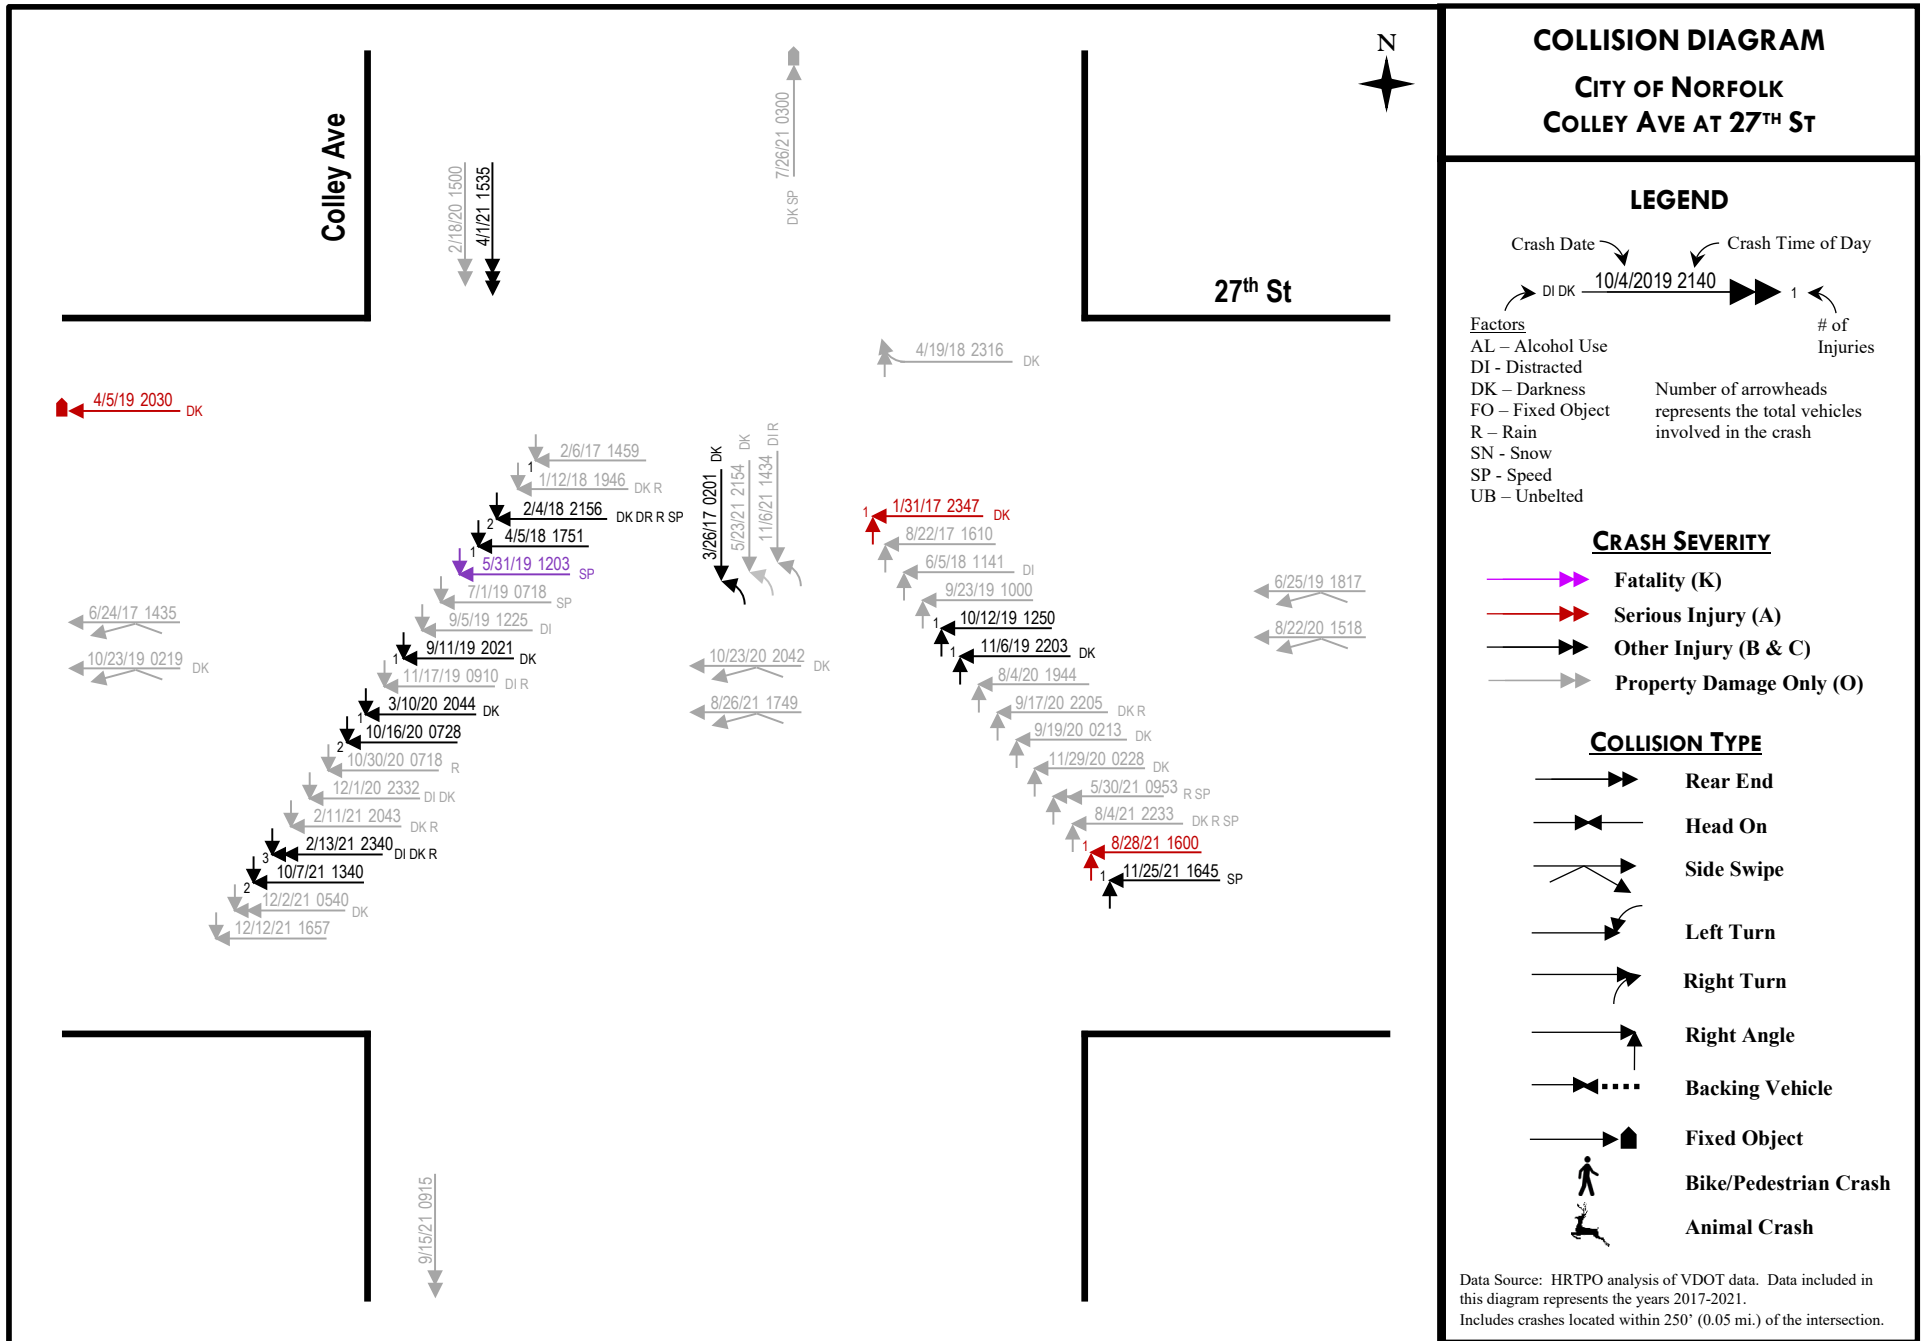 COLLISION DIAGRAM
CITY OF NORFOLK
COLLEY AVE AT 27TH ST
N
Colley Ave
27th St
2/18/20 1500
4/1/21 1535
7/26/21 0300
DK SP
4/19/18 2316 DK
4/5/19 2030 DK
2/6/17 1459
1
1/12/18 1946 DK R
2/4/18 2156 DK DR R SP
2
4/5/18 1751
1
5/31/19 1203 SP
7/1/19 0718 SP
9/5/19 1225 DI
9/11/19 2021 DK
1
11/17/19 0910 DI R
3/10/20 2044 DK
1
10/16/20 0728
2
10/30/20 0718 R
12/1/20 2332 DI DK
2/11/21 2043 DK R
2/13/21 2340 DI DK R
3
10/7/21 1340
2
12/2/21 0540 DK
12/12/21 1657
6/24/17 1435
10/23/19 0219 DK
3/26/17 0201 DK
5/23/21 2154 DK
11/6/21 1434 DI R
10/23/20 2042 DK
8/26/21 1749
1 1/31/17 2347 DK
8/22/17 1610
6/5/18 1141 DI
9/23/19 1000
1 10/12/19 1250
1 11/6/19 2203 DK
8/4/20 1944
9/17/20 2205 DK R
9/19/20 0213 DK
11/29/20 0228 DK
5/30/21 0953 R SP
8/4/21 2233 DK R SP
1 8/28/21 1600
1 11/25/21 1645 SP
6/25/19 1817
8/22/20 1518
9/15/21 0915
LEGEND
Crash Date
Crash Time of Day
DI DK 10/4/2019 2140 1
# of
Injuries
Factors
AL – Alcohol Use
DI - Distracted
DK – Darkness
FO – Fixed Object
R – Rain
SN - Snow
SP - Speed
UB – Unbelted
Number of arrowheads
represents the total vehicles
involved in the crash
CRASH SEVERITY
Fatality (K)
Serious Injury (A)
Other Injury (B & C)
Property Damage Only (O)
COLLISION TYPE
Rear End
Head On
Side Swipe
Left Turn
Right Turn
Right Angle
Backing Vehicle
Fixed Object
Bike/Pedestrian Crash
Animal Crash
Data Source: HRTPO analysis of VDOT data. Data included in
this diagram represents the years 2017-2021.
Includes crashes located within 250’ (0.05 mi.) of the intersection.